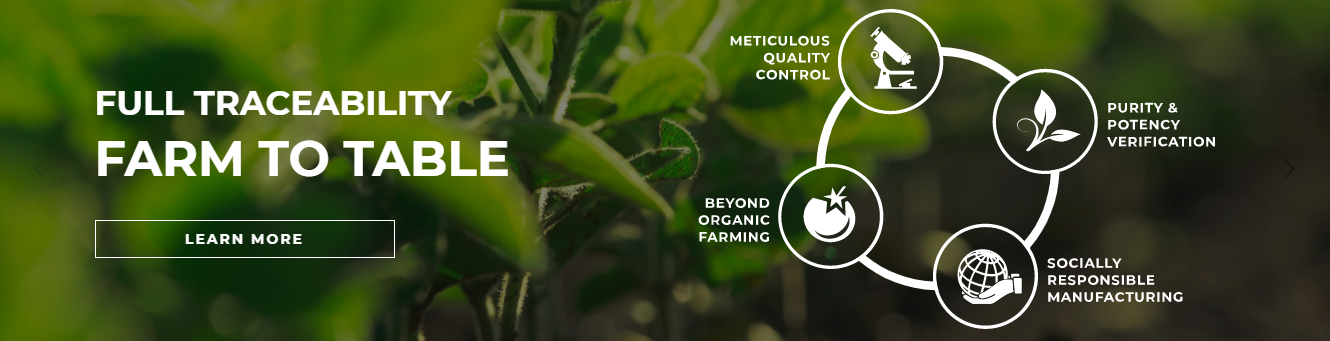 FULL TRACEABILITY
FARM TO TABLE
LEARN MORE
METICULOUS
QUALITY
CONTROL
PURITY &
POTENCY
VERIFICATION
BEYOND
ORGANIC
FARMING
SOCIALLY
RESPONSIBLE
MANUFACTURING